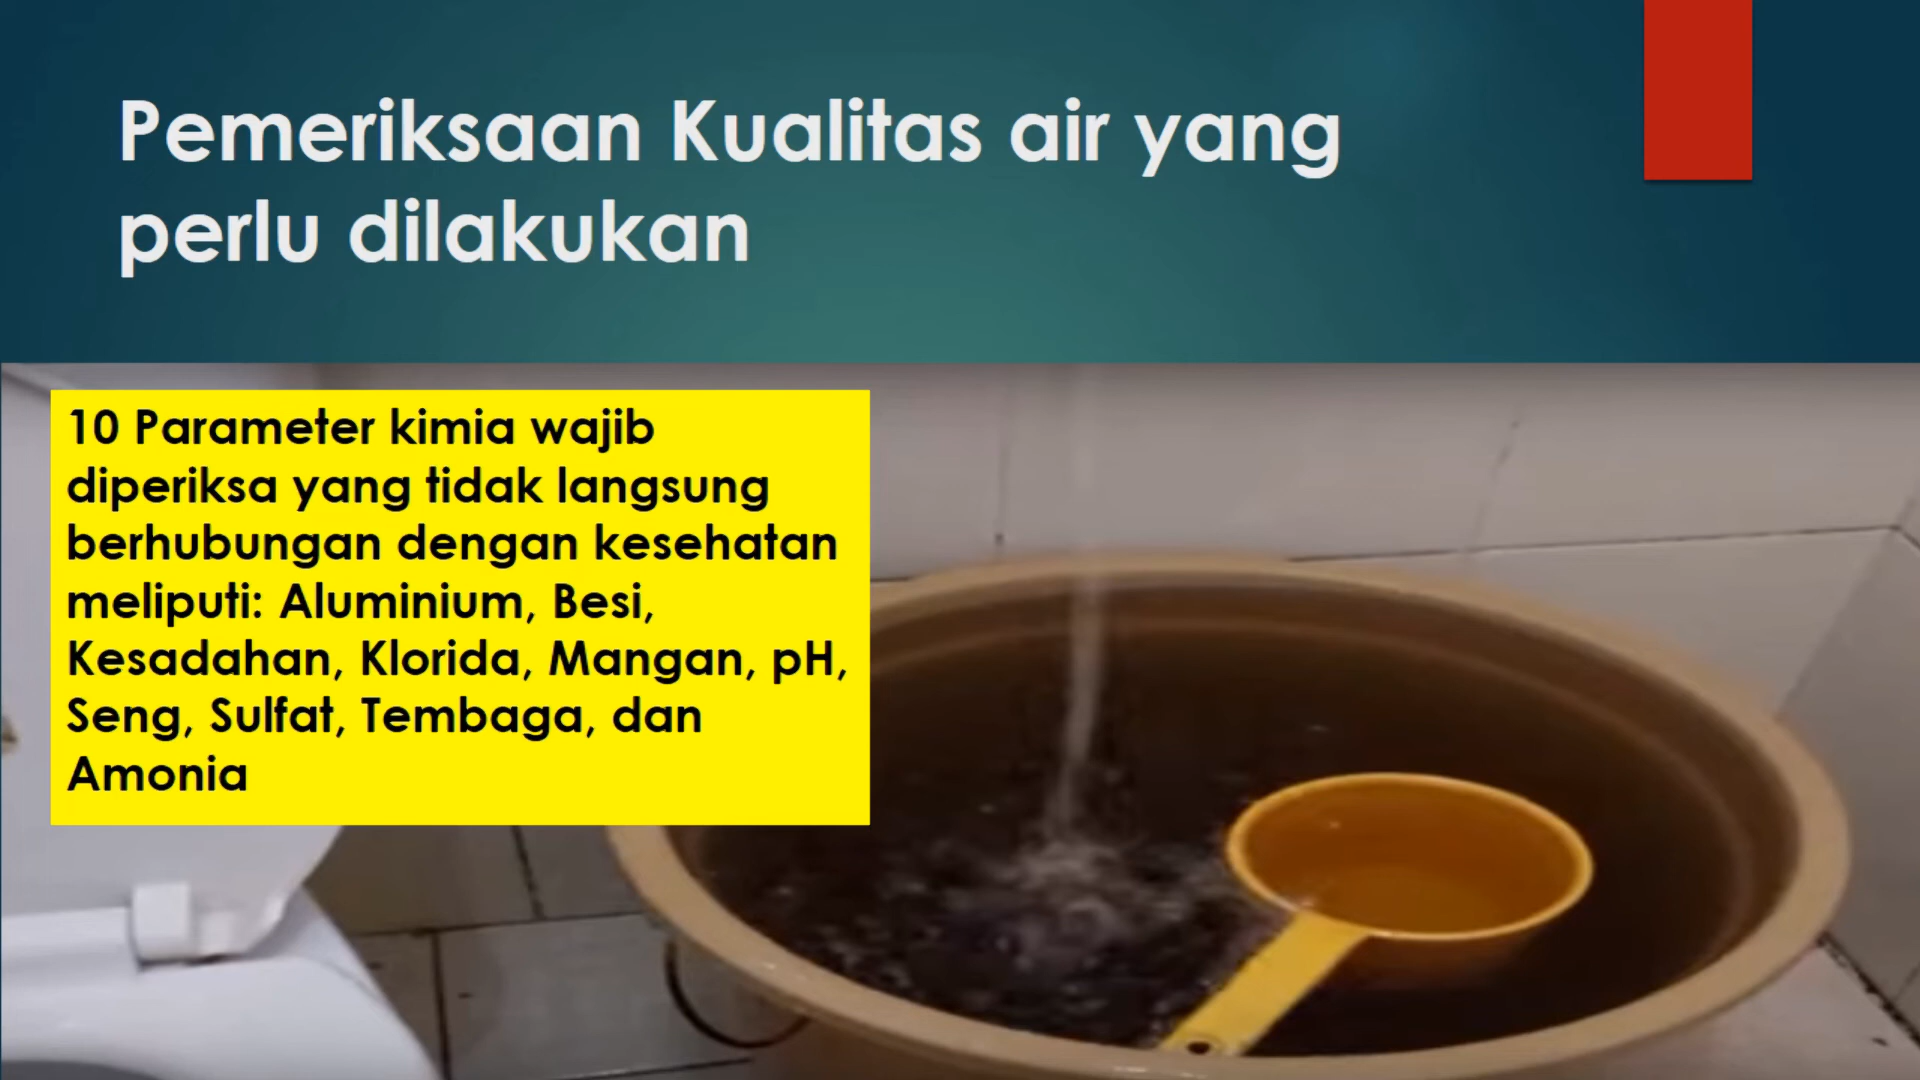 Pemeriksaan Kualitas air yang
perlu dilakukan
10 Parameter kimia wajib
diperiksa yang tidak langsung
berhubungan dengan kesehatan
meliputi: Aluminium, Besi,
Kesadahan, Klorida, Mangan, pH,
Seng, Sulfat, Tembaga, dan
Amonia